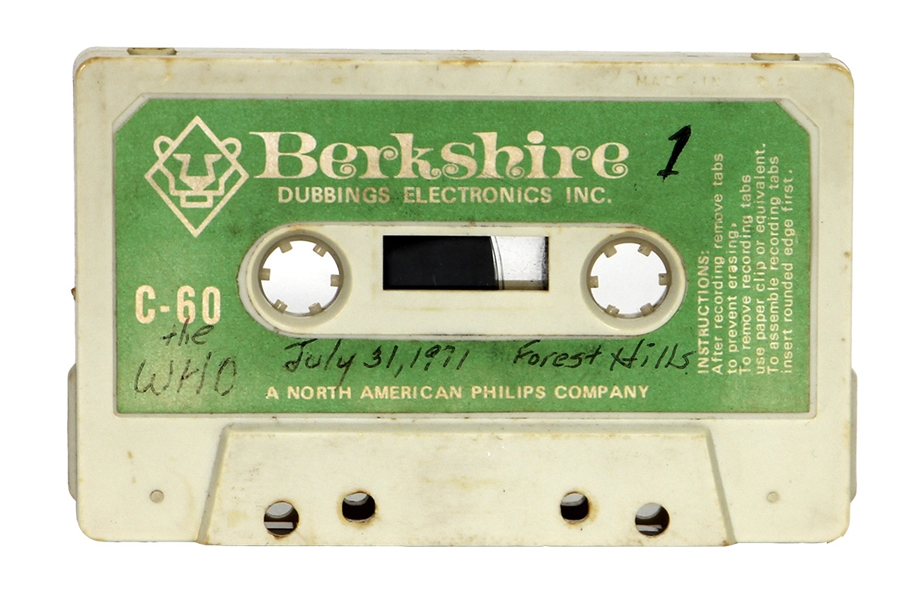 MADE IN U.S.A.
Berkshire
1
DUBBINGS ELECTRONICS INC.
C-60
the
WHO
July 31, 1971 Forest Hills
A NORTH AMERICAN PHILIPS COMPANY
INSTRUCTIONS:
After recording remove tabs
to prevent erasing,
To remove recording tabs
use paper clip or equivalent.
To assemble recording tabs
insert rounded edge first.